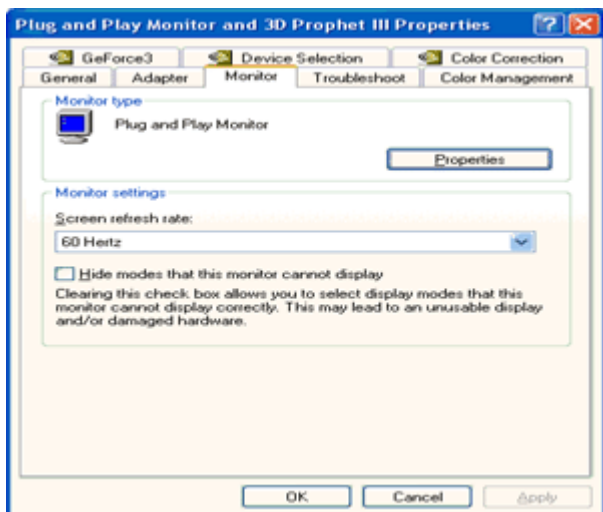 Plug and Play Monitor and 3D Prophet III Properties
GeForce3 Device Selection Color Correction
General Adapter Monitor Troubleshoot Color Management
Monitor type
Plug and Play Monitor
Properties
Monitor settings
Screen refresh rate:
60 Hertz
Hide modes that this monitor cannot display
Clearing this check box allows you to select display modes that this
monitor cannot display correctly. This may lead to an unusable display
and/or damaged hardware.
OK Cancel Apply